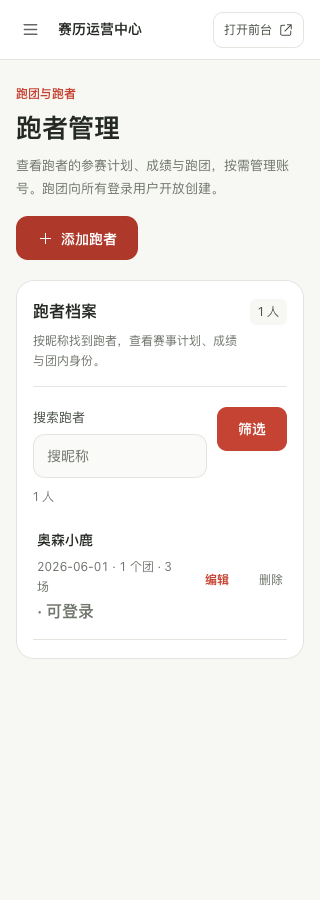 赛历运营中心
打开前台
跑团与跑者
跑者管理
查看跑者的参赛计划、成绩与跑团，按需管理账
号。跑团向所有登录用户开放创建。
添加跑者
跑者档案
1 人
按昵称找到跑者，查看赛事计划、成绩
与团内身份。
搜索跑者
筛选
搜昵称
1 人
奥森小鹿
2026-06-01 · 1 个团 · 3
场
· 可登录
编辑
删除